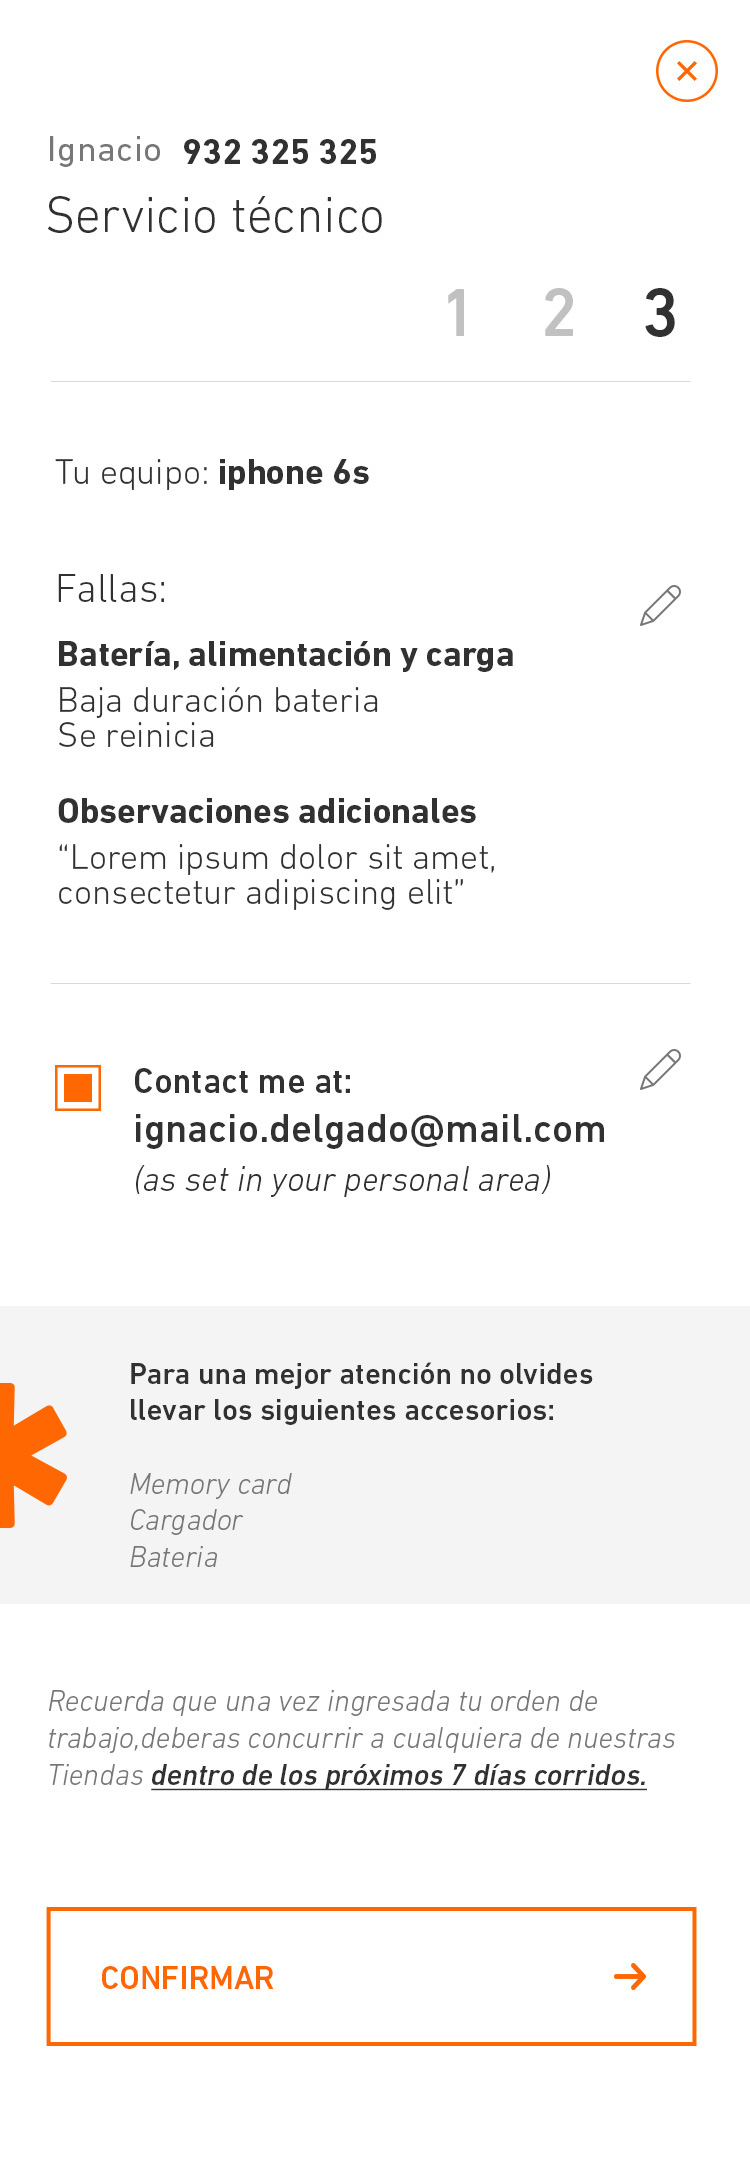 Ignacio 932 325 325
Servicio técnico
1 2 3
Tu equipo: iphone 6s
Fallas:
Batería, alimentación y carga
Baja duración bateria
Se reinicia
Observaciones adicionales
“Lorem ipsum dolor sit amet,
consectetur adipiscing elit”
Contact me at:
ignacio.delgado@mail.com
(as set in your personal area)
Para una mejor atención no olvides
llevar los siguientes accesorios:
Memory card
Cargador
Bateria
Recuerda que una vez ingresada tu orden de
trabajo,deberas concurrir a cualquiera de nuestras
Tiendas dentro de los próximos 7 días corridos.
CONFIRMAR